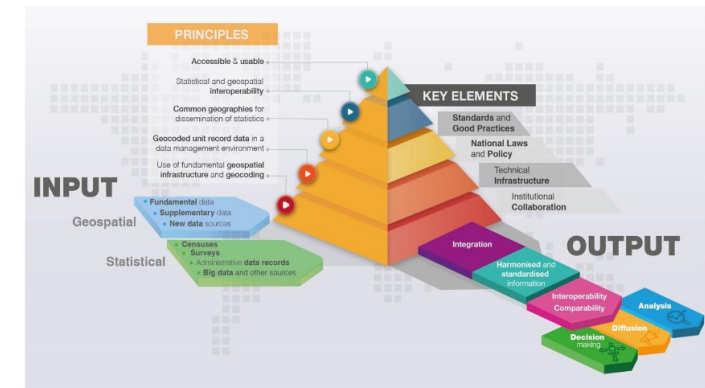 PRINCIPLES
Accessible & usable
Statistical and geospatial
interoperability
Common geographies for
dissemination of statistics
Geocoded unit record data in a
data management environment
Use of fundamental geospatial
infrastructure and geocoding
KEY ELEMENTS
Standards and
Good Practices
National Laws
and Policy
Technical
Infrastructure
Institutional
Collaboration
INPUT
Geospatial
Fundamental data
Supplementary data
New data sources
Statistical
Censuses
Surveys
Administrative data records
Big data and other sources
OUTPUT
Integration
Harmonised and
standardised
information
Interoperability
Comparability
Analysis
Diffusion
Decision
making